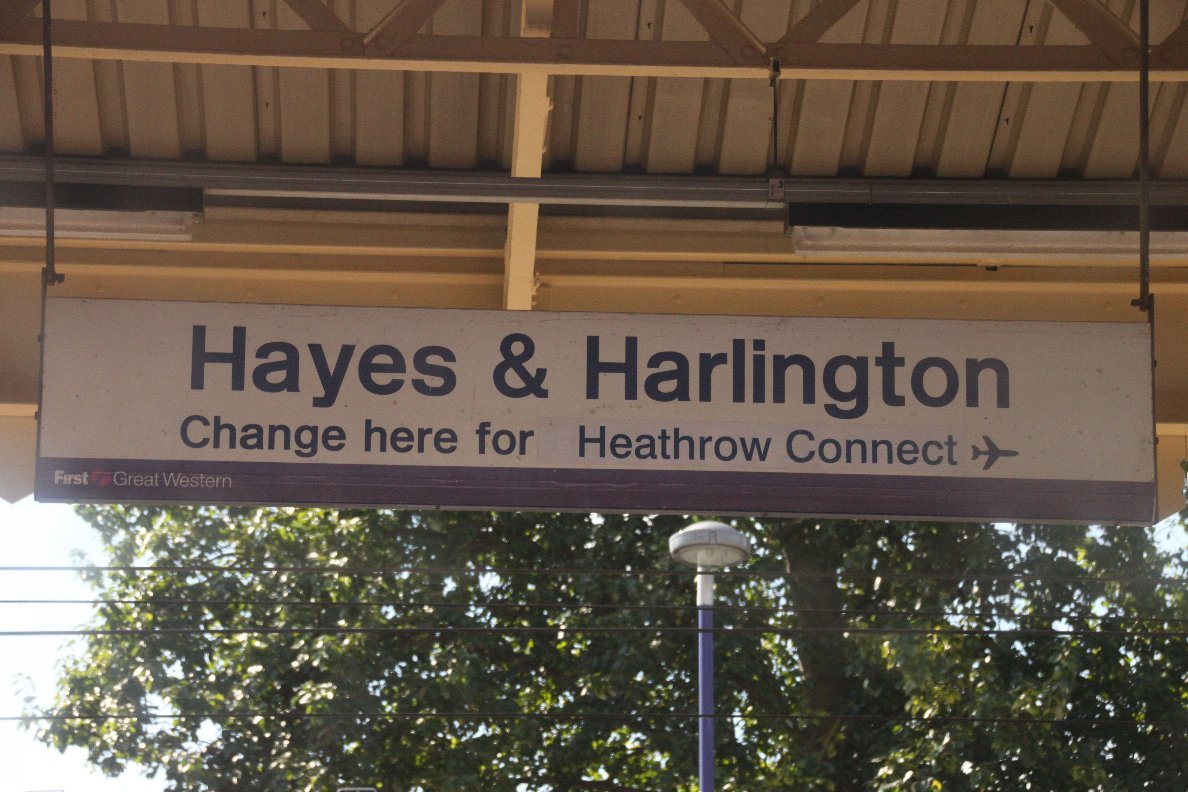 Hayes & Harlington
Change here for Heathrow Connect
First Great Western